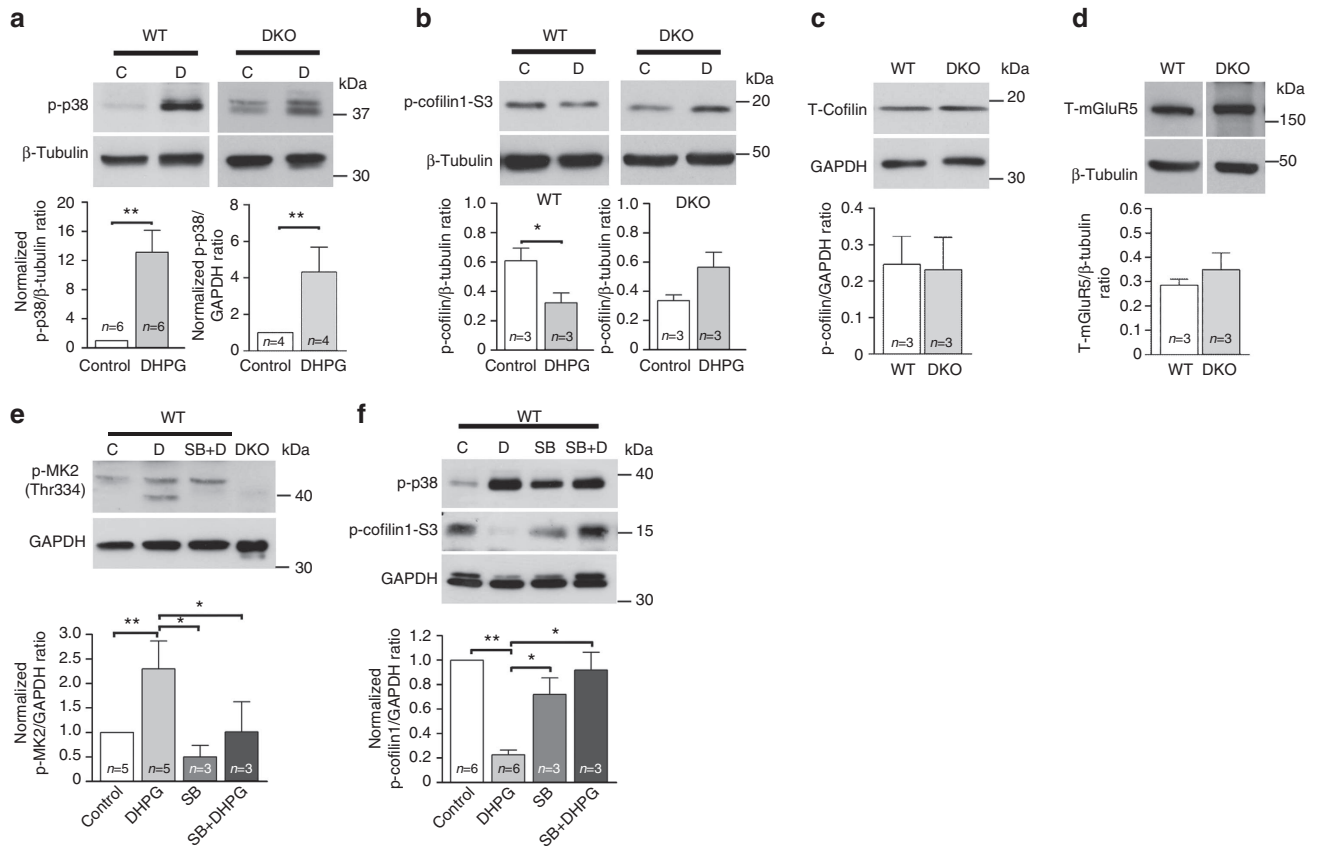 a
WT DKO
C D C D
kDa
p-p38
37
β-Tubulin
30
Normalized
p-p38/β-tubulin ratio
20
16
12
8
4
0
**
n=6 n=6
Control DHPG
Normalized p-p38/
GAPDH ratio
8
6
4
2
0
**
n=4 n=4
Control DHPG
b
WT DKO
C D C D
kDa
p-cofilin1-S3
20
β-Tubulin
50
WT
p-cofilin/β-tubulin ratio
1.0
0.8
0.6
0.4
0.2
0
*
n=3 n=3
Control DHPG
DKO
p-cofilin/β-tubulin ratio
1.0
0.8
0.6
0.4
0.2
0
n=3 n=3
Control DHPG
c
WT DKO
kDa
T-Cofilin
20
GAPDH
30
p-cofilin/GAPDH ratio
0.4
0.3
0.2
0.1
0
n=3 n=3
WT DKO
d
WT DKO
kDa
T-mGluR5
150
β-Tubulin
50
T-mGluR5/β-tubulin
ratio
0.6
0.5
0.4
0.3
0.2
0.1
0
n=3 n=3
WT DKO
e
WT
C D SB+D DKO kDa
p-MK2
(Thr334)
40
GAPDH
30
Normalized
p-MK2/GAPDH ratio
3.0
2.5
2.0
1.0
0.5
0
** * *
n=5 n=5 n=3 n=3
Control DHPG SB SB+DHPG
f
WT
C D SB SB+D kDa
p-p38
40
p-cofilin1-S3
15
GAPDH
30
Normalized
p-cofilin1/GAPDH ratio
1.2
1.0
0.8
0.6
0.4
0.2
0
** * *
n=6 n=6 n=3 n=3
Control DHPG SB SB+DHPG